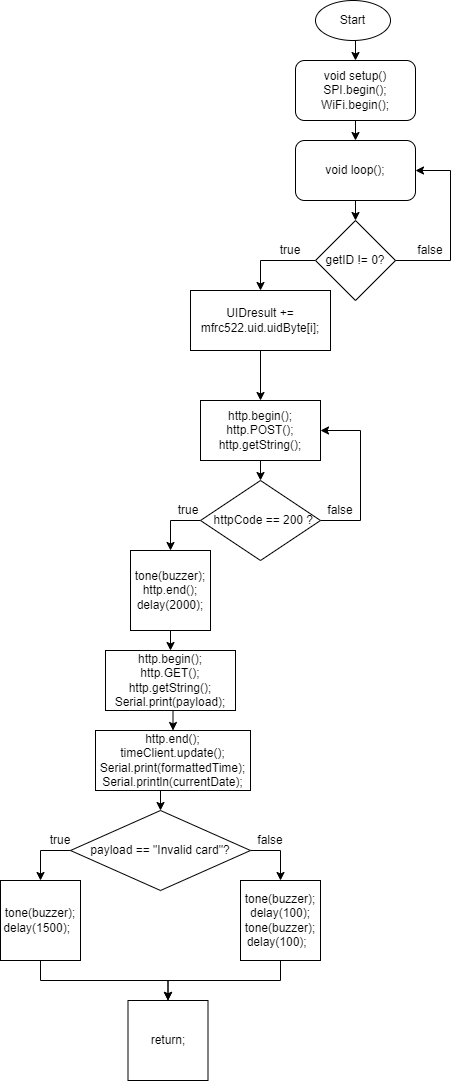 Start
void setup()
SPI.begin();
WiFi.begin();
void loop();
true
getID != 0?
false
UIDresult +=
mfrc522.uid.uidByte[i];
http.begin();
http.POST();
http.getString();
true
httpCode == 200 ?
false
tone(buzzer);
http.end();
delay(2000);
http.begin();
http.GET();
http.getString();
Serial.print(payload);
http.end();
timeClient.update();
Serial.print(formattedTime);
Serial.println(currentDate);
true
payload == "Invalid card"?
false
tone(buzzer);
delay(1500);
tone(buzzer);
delay(100);
tone(buzzer);
delay(100);
return;